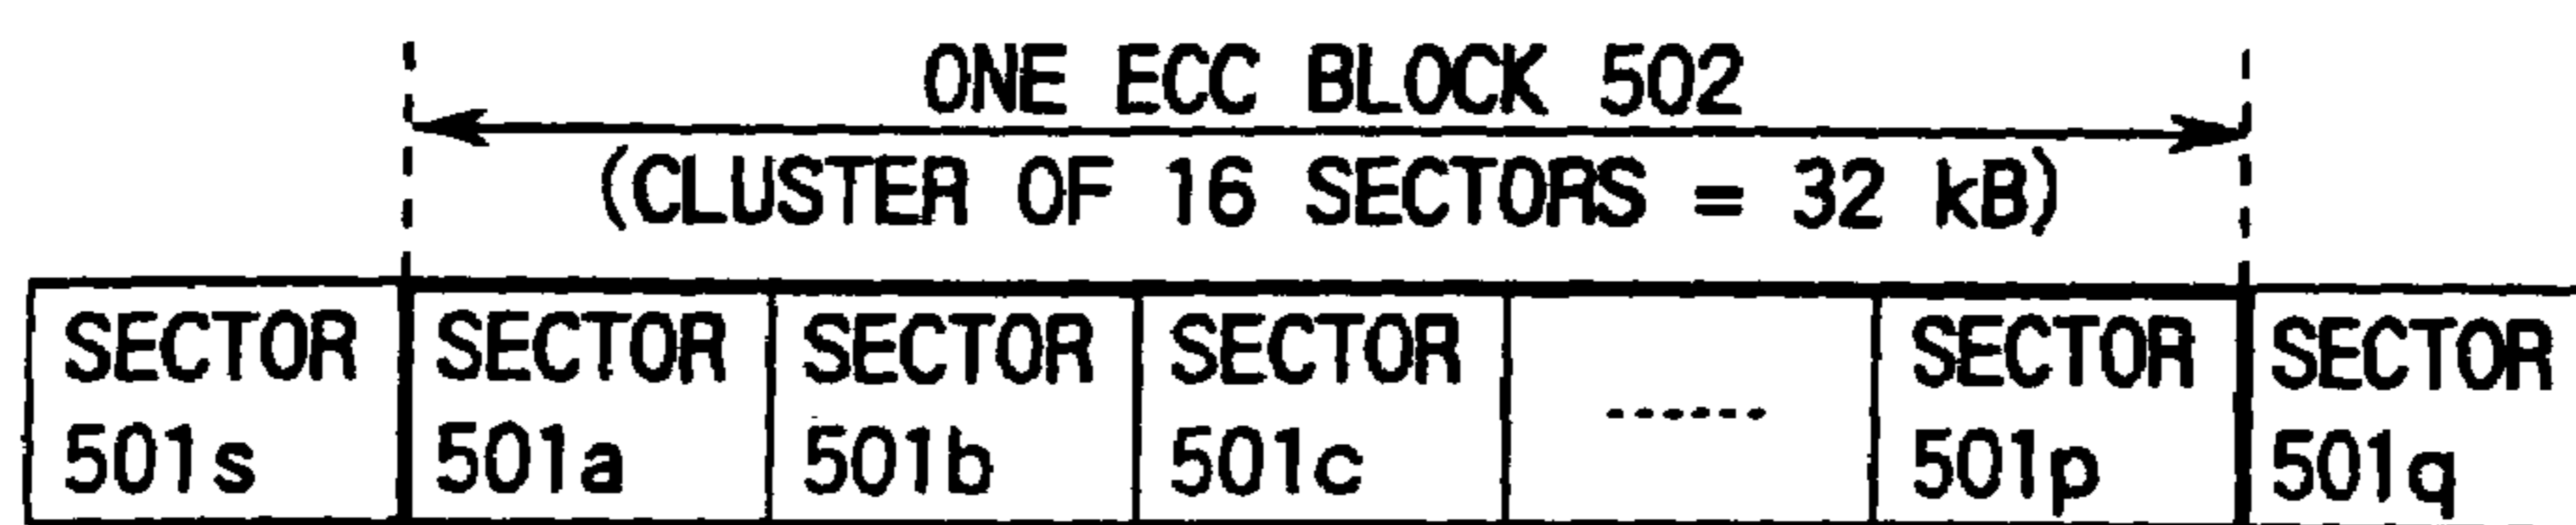 ONE ECC BLOCK 502
(CLUSTER OF 16 SECTORS = 32 kB)
SECTOR SECTOR SECTOR SECTOR ...... SECTOR SECTOR
501s 501a 501b 501c 501p 501q